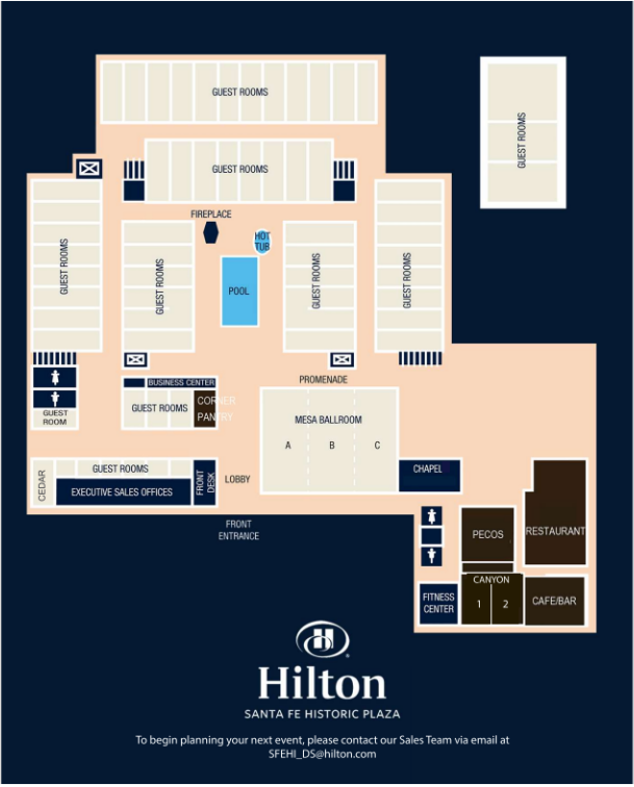 GUEST ROOMS
GUEST ROOMS
GUEST ROOMS
FIREPLACE
HOT
TUB
GUEST ROOMS
GUEST ROOMS
POOL
GUEST ROOMS
GUEST ROOMS
PROMENADE
BUSINESS CENTER
GUEST ROOMS
CORNER
PANTRY
GUEST
ROOM
MESA BALLROOM
A
B
C
CEDAR
GUEST ROOMS
EXECUTIVE SALES OFFICES
FRONT
DESK
LOBBY
CHAPEL
FRONT
ENTRANCE
PECOS
RESTAURANT
CANYON
1
2
FITNESS
CENTER
CAFE/BAR
H
Hilton
SANTA FE HISTORIC PLAZA
To begin planning your next event, please contact our Sales Team via email at
SFEHI_DS@hilton.com